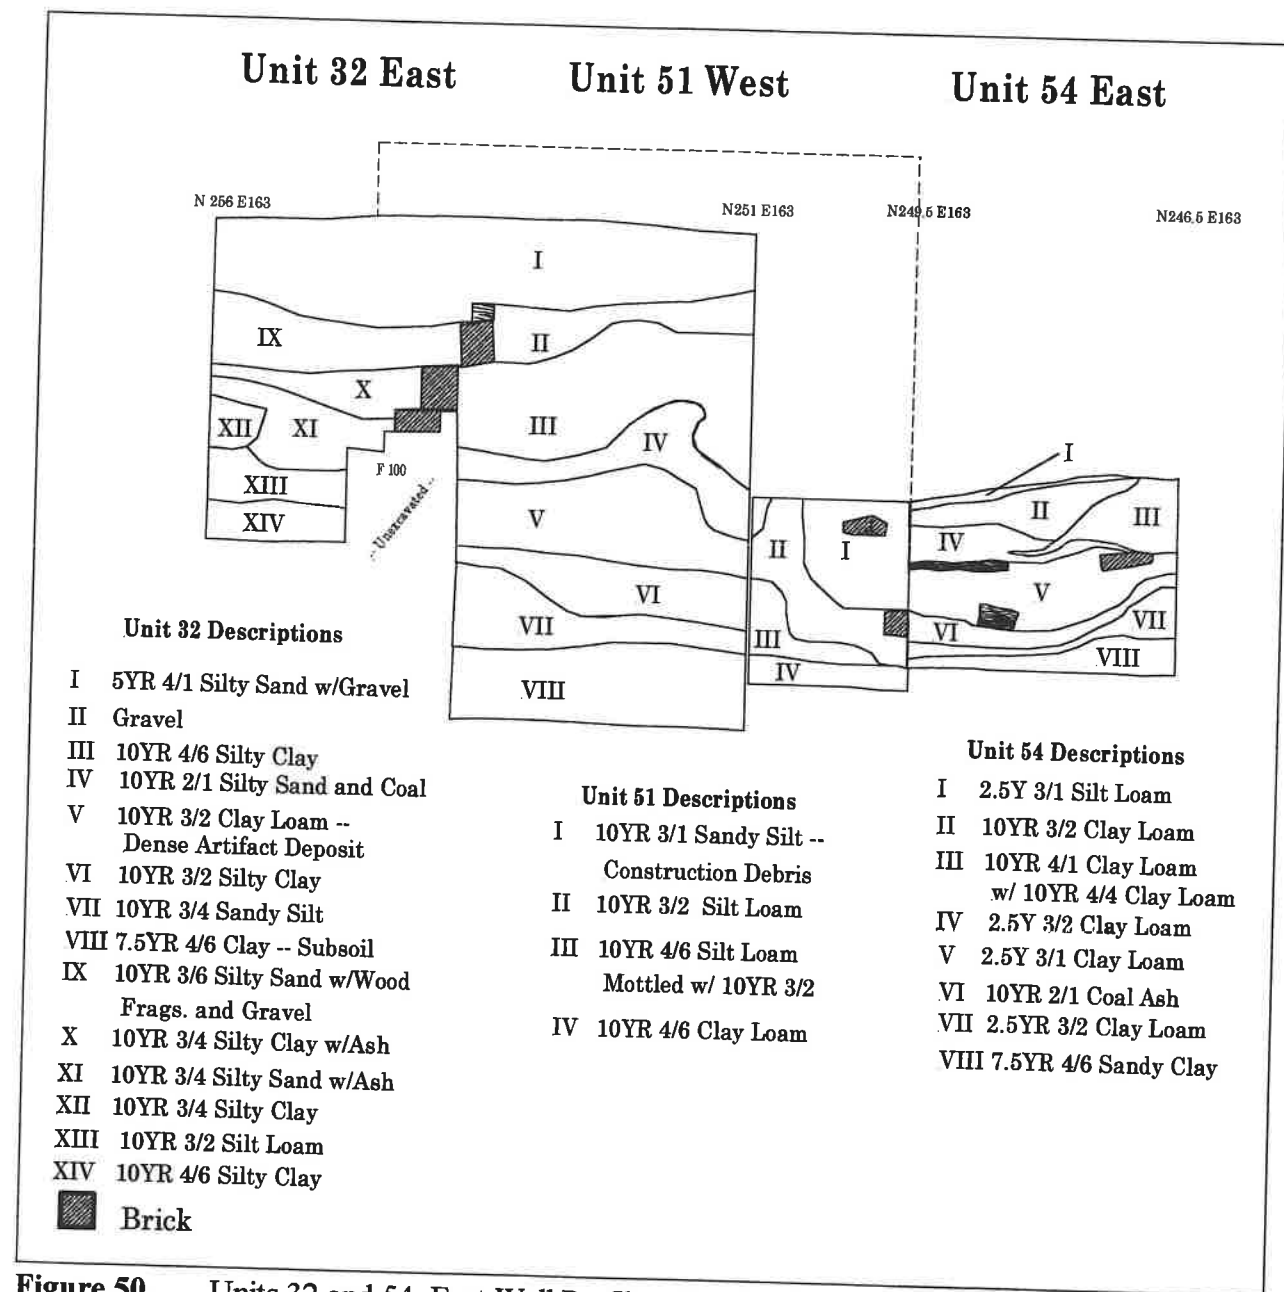 Unit 32 East
Unit 51 West
Unit 54 East
N 256 E163
N251 E163
N249.5 E163
N246.5 E163
I
IX
II
X
XII
XI
III
IV
XIII
F 100
XIV
--Unexcavated--
V
VI
VII
VIII
II
I
III
IV
I
II
III
IV
V
VI
VII
VIII
Unit 32 Descriptions
I 5YR 4/1 Silty Sand w/Gravel
II Gravel
III 10YR 4/6 Silty Clay
IV 10YR 2/1 Silty Sand and Coal
V 10YR 3/2 Clay Loam --
Dense Artifact Deposit
VI 10YR 3/2 Silty Clay
VII 10YR 3/4 Sandy Silt
VIII 7.5YR 4/6 Clay -- Subsoil
IX 10YR 3/6 Silty Sand w/Wood
Frags. and Gravel
X 10YR 3/4 Silty Clay w/Ash
XI 10YR 3/4 Silty Sand w/Ash
XII 10YR 3/4 Silty Clay
XIII 10YR 3/2 Silt Loam
XIV 10YR 4/6 Silty Clay
Brick
Unit 51 Descriptions
I 10YR 3/1 Sandy Silt --
Construction Debris
II 10YR 3/2 Silt Loam
III 10YR 4/6 Silt Loam
Mottled w/ 10YR 3/2
IV 10YR 4/6 Clay Loam
Unit 54 Descriptions
I 2.5Y 3/1 Silt Loam
II 10YR 3/2 Clay Loam
III 10YR 4/1 Clay Loam
w/ 10YR 4/4 Clay Loam
IV 2.5Y 3/2 Clay Loam
V 2.5Y 3/1 Clay Loam
VI 10YR 2/1 Coal Ash
VII 2.5YR 3/2 Clay Loam
VIII 7.5YR 4/6 Sandy Clay
Figure 50 Units 32 and 54, East Wall